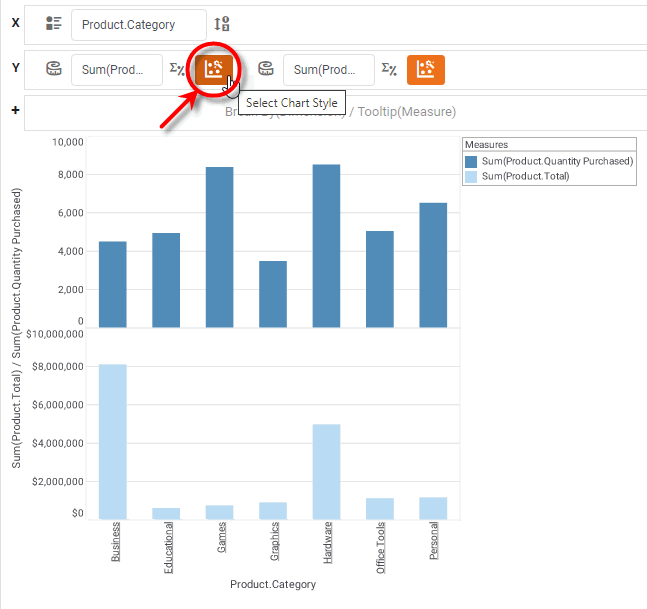 X Product.Category
Y Sum(Prod... Σ% Sum(Prod... Σ%
Select Chart Style
+ Break By(Dimension) / Tooltip(Measure)
Measures
Sum(Product.Quantity Purchased)
Sum(Product.Total)
Sum(Product.Total) / Sum(Product.Quantity Purchased)
10,000
8,000
6,000
4,000
2,000
0
$10,000,000
$8,000,000
$6,000,000
$4,000,000
$2,000,000
$0
Business Educational Games Graphics Hardware Office Tools Personal
Product.Category